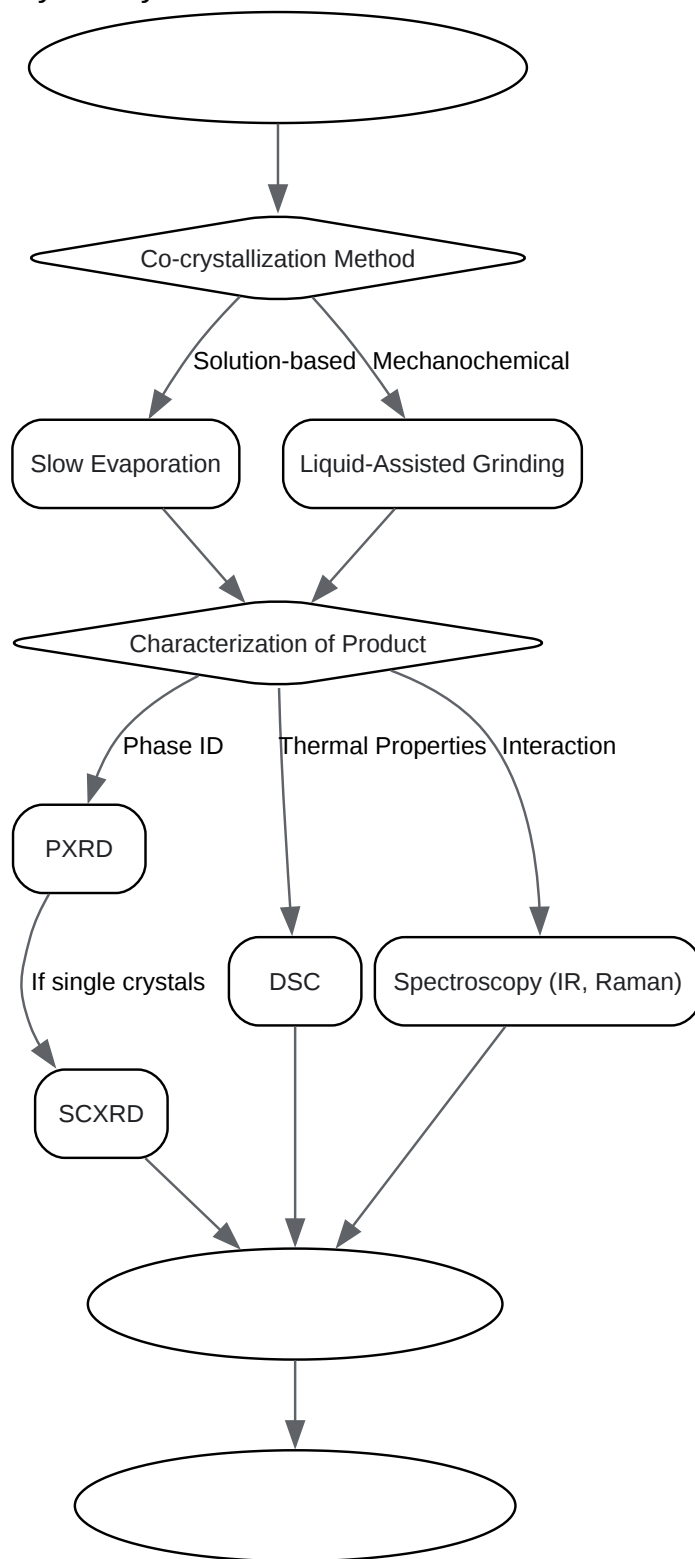 Co-crystallization Method
Solution-based
Mechanochemical
Slow Evaporation
Liquid-Assisted Grinding
Characterization of Product
Phase ID
Thermal Properties
Interaction
PXRD
If single crystals
DSC
Spectroscopy (IR, Raman)
SCXRD